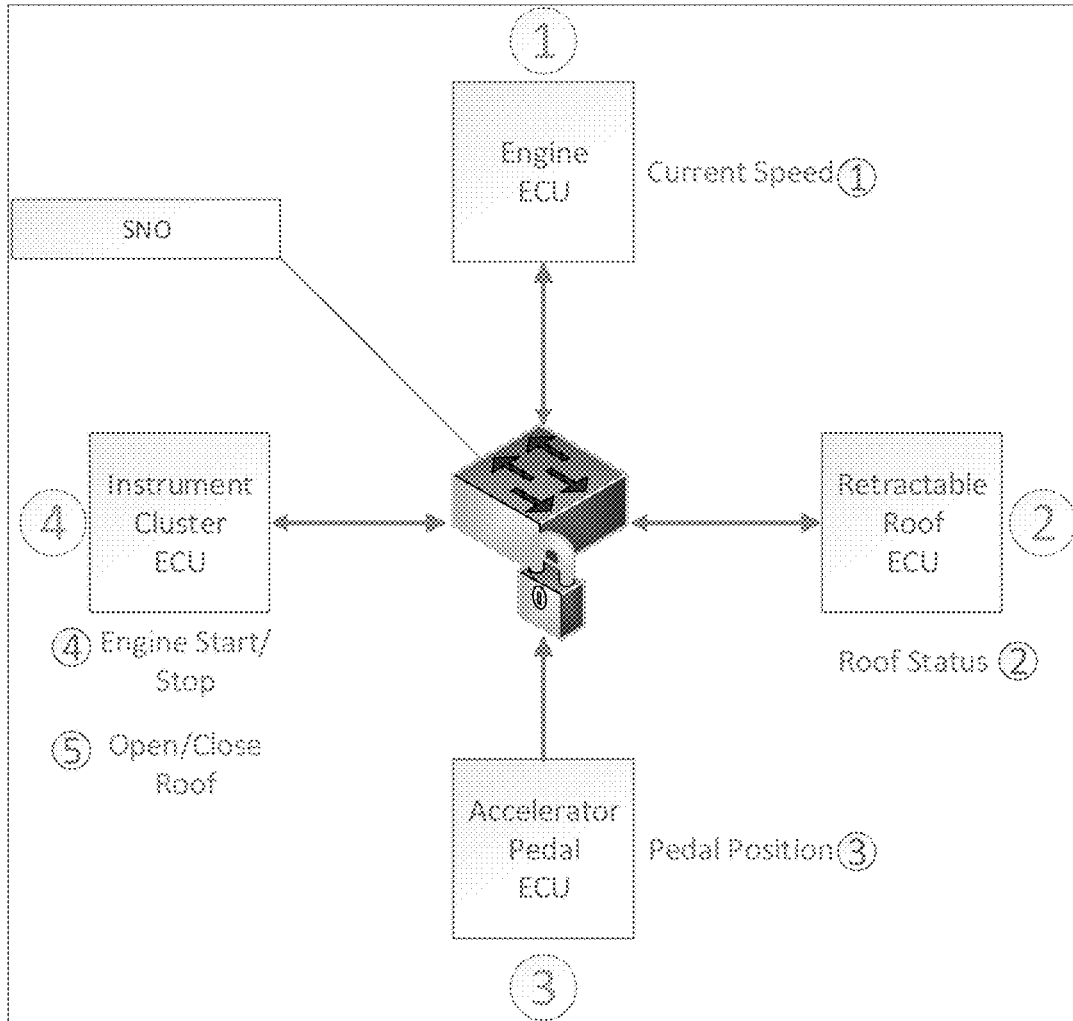 ①
Engine
ECU
Current Speed ①
SNO
④
Instrument
Cluster
ECU
Retractable
Roof
ECU
②
④ Engine Start/
Stop
Roof Status ②
⑤ Open/Close
Roof
Accelerator
Pedal
ECU
Pedal Position ③
③